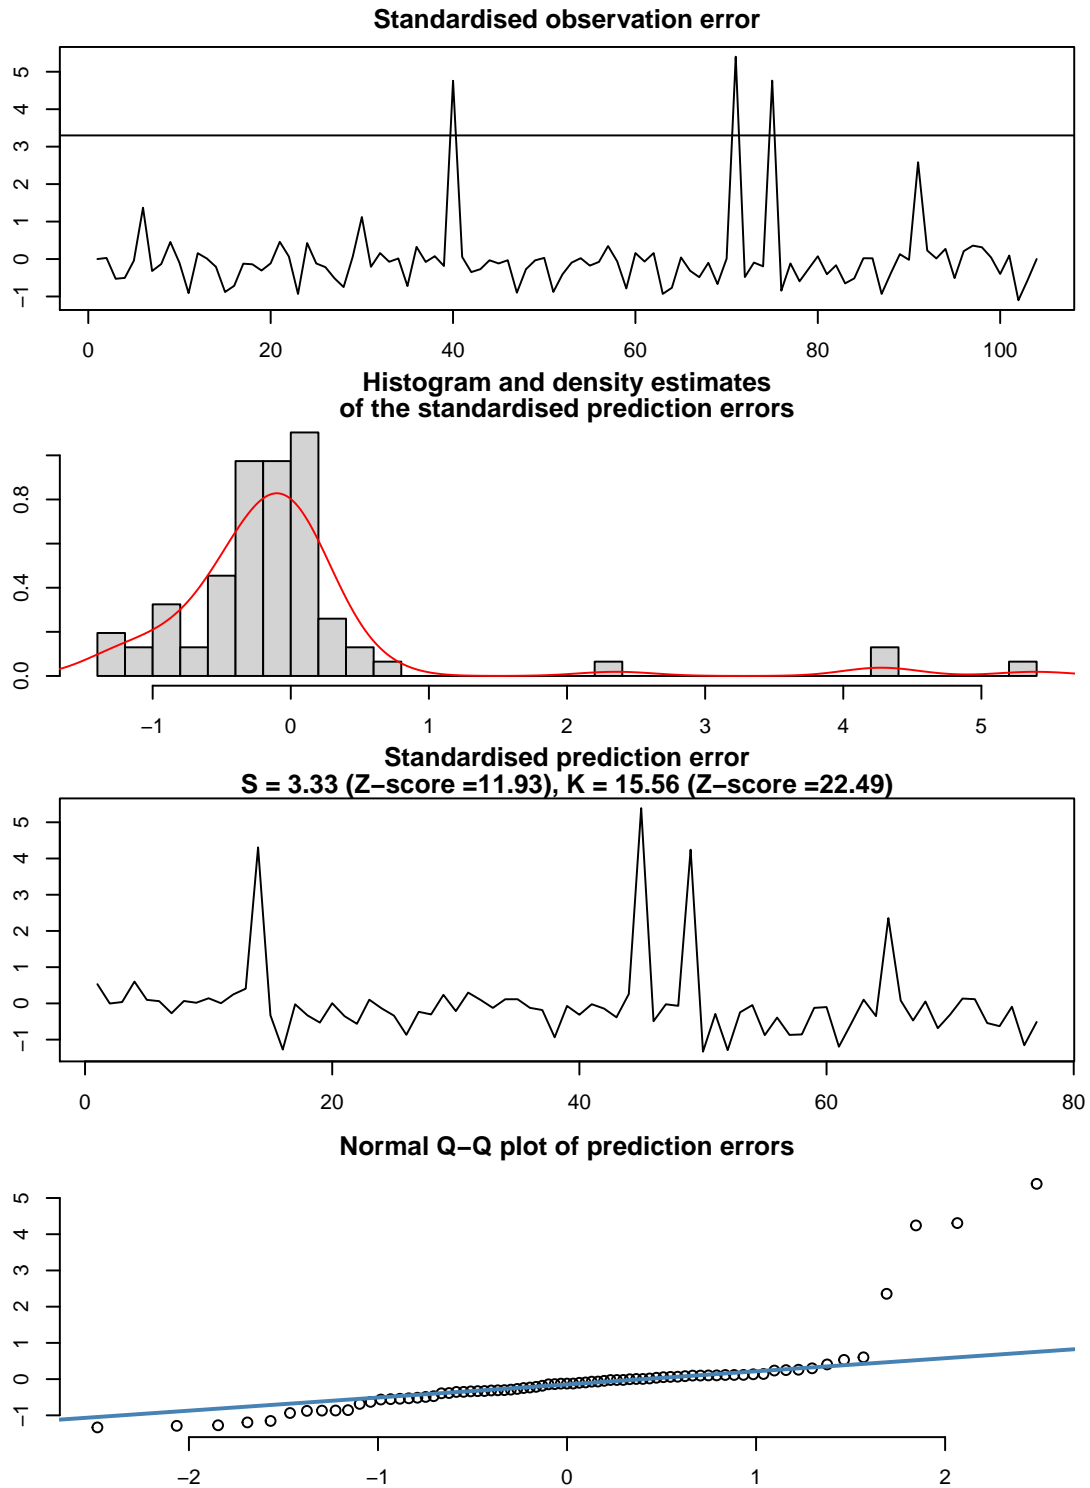 Standardised observation error
5
4
3
2
1
0
−1
0 20 40 60 80 100
Histogram and density estimates
of the standardised prediction errors
0.8
0.4
0.0
−1 0 1 2 3 4 5
Standardised prediction error
S = 3.33 (Z−score =11.93), K = 15.56 (Z−score =22.49)
5
4
3
2
1
0
−1
0 20 40 60 80
Normal Q−Q plot of prediction errors
5
4
3
2
1
0
−1
−2 −1 0 1 2